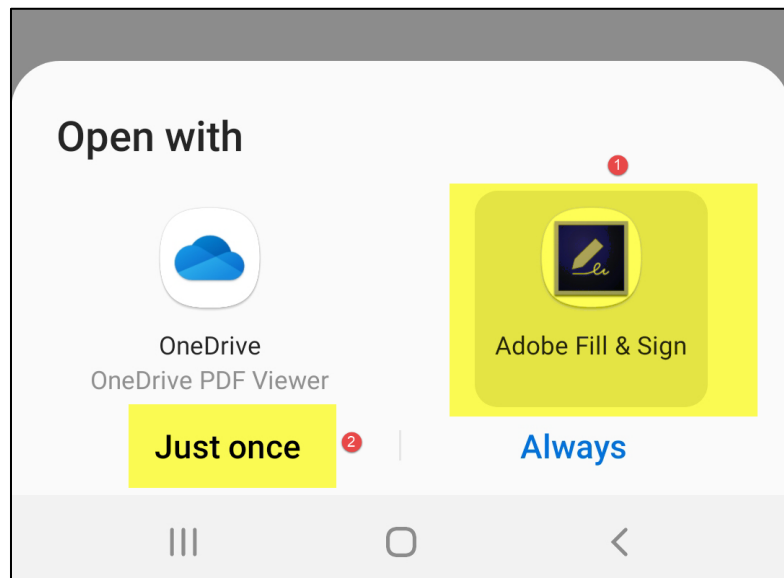 Open with
1
OneDrive
OneDrive PDF Viewer
Adobe Fill & Sign
Just once
2
Always